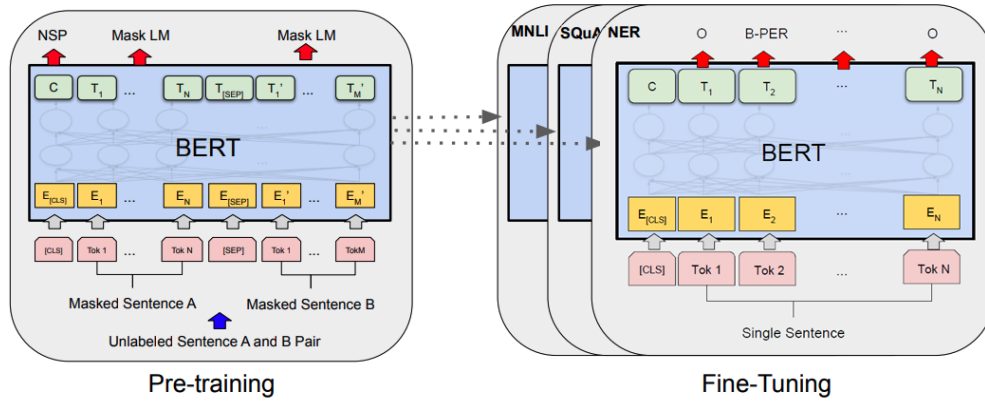 NSP Mask LM Mask LM
C T1 ... TN T[SEP] T1' ... TM'
BERT
E[CLS] E1 ... EN E[SEP] E1' ... EM'
[CLS] Tok 1 ... Tok N [SEP] Tok 1 ... TokM
Masked Sentence A Masked Sentence B
Unlabeled Sentence A and B Pair
Pre-training
MNLI SQuA NER O B-PER ... O
C T1 T2 ... TN
BERT
E[CLS] E1 E2 ... EN
[CLS] Tok 1 Tok 2 ... Tok N
Single Sentence
Fine-Tuning